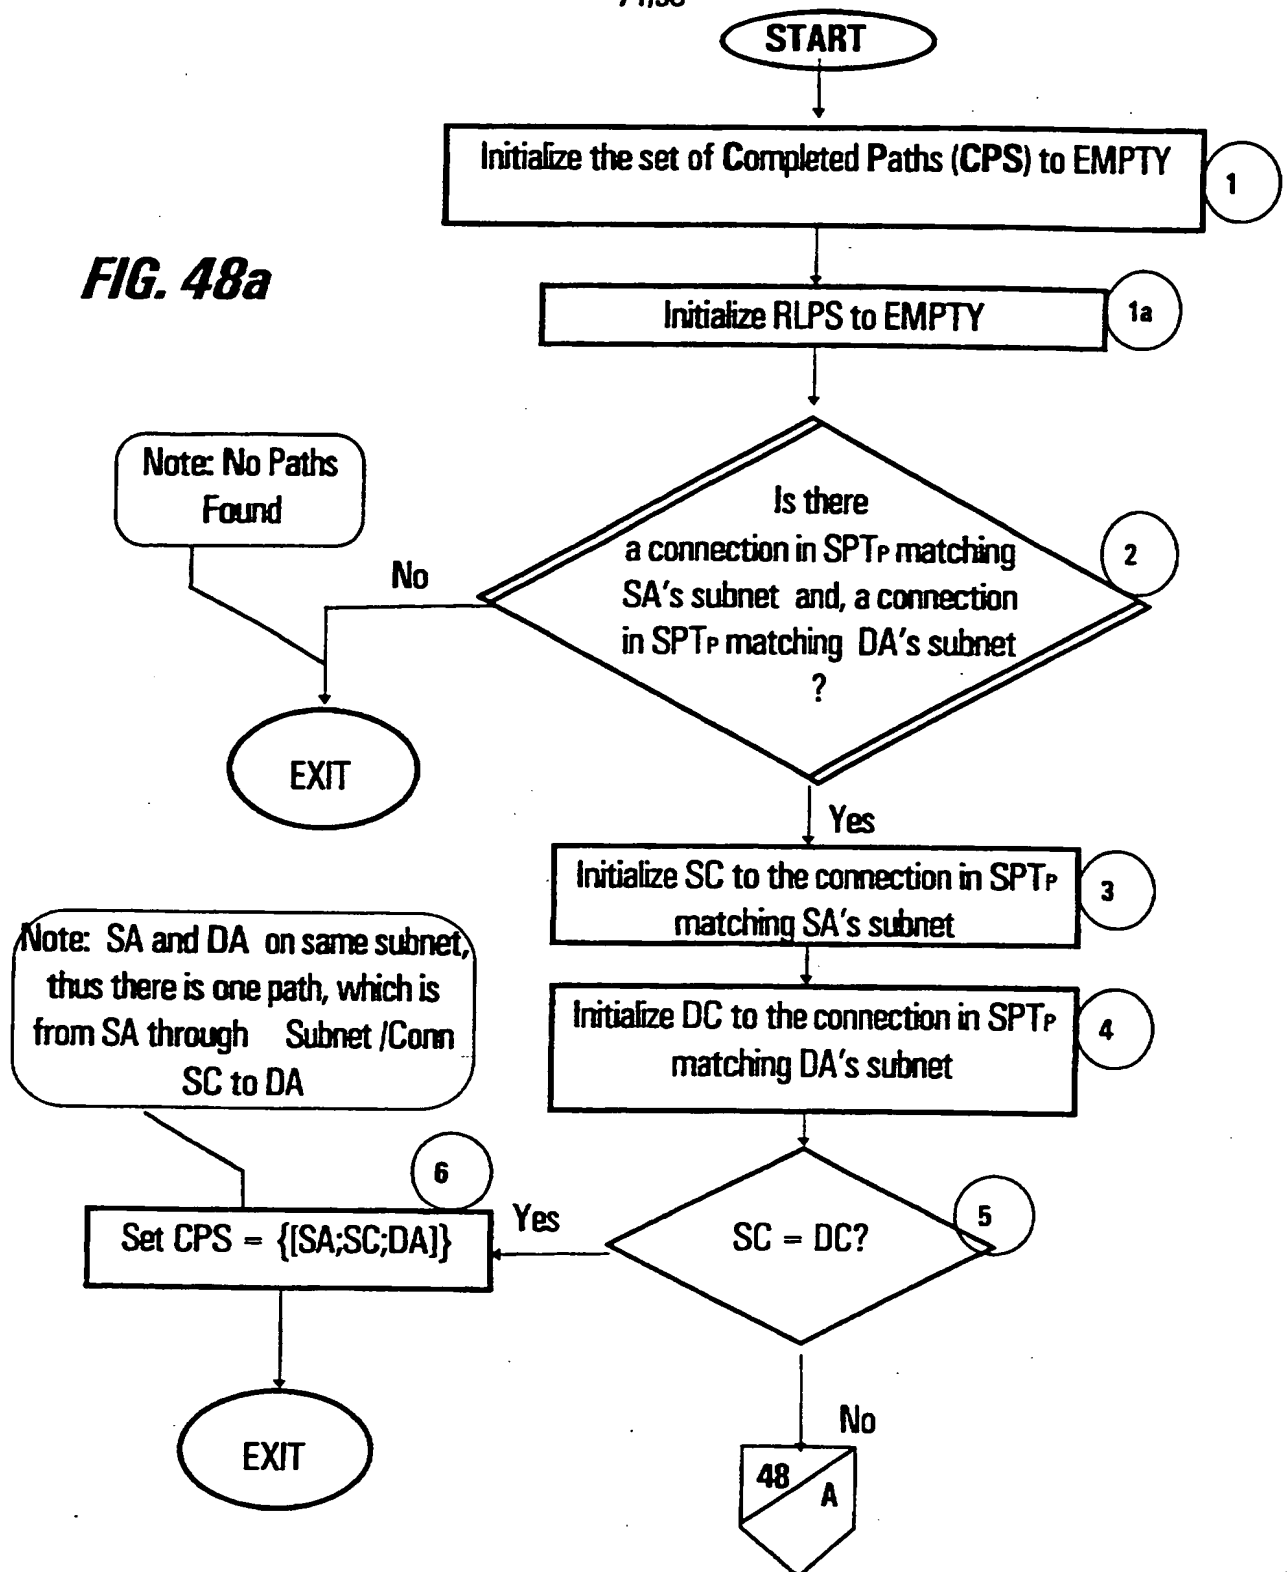 START
Initialize the set of Completed Paths (CPS) to EMPTY
1
FIG. 48a
Initialize RLPS to EMPTY
1a
Note: No Paths
Found
Is there
a connection in SPTP matching
SA's subnet and, a connection
in SPTP matching DA's subnet
?
2
No
EXIT
Yes
Initialize SC to the connection in SPTP
matching SA's subnet
3
Note: SA and DA on same subnet,
thus there is one path, which is
from SA through Subnet /Conn
SC to DA
Initialize DC to the connection in SPTP
matching DA's subnet
4
6
Set CPS = {[SA;SC;DA]}
Yes
SC = DC?
5
EXIT
No
48
A